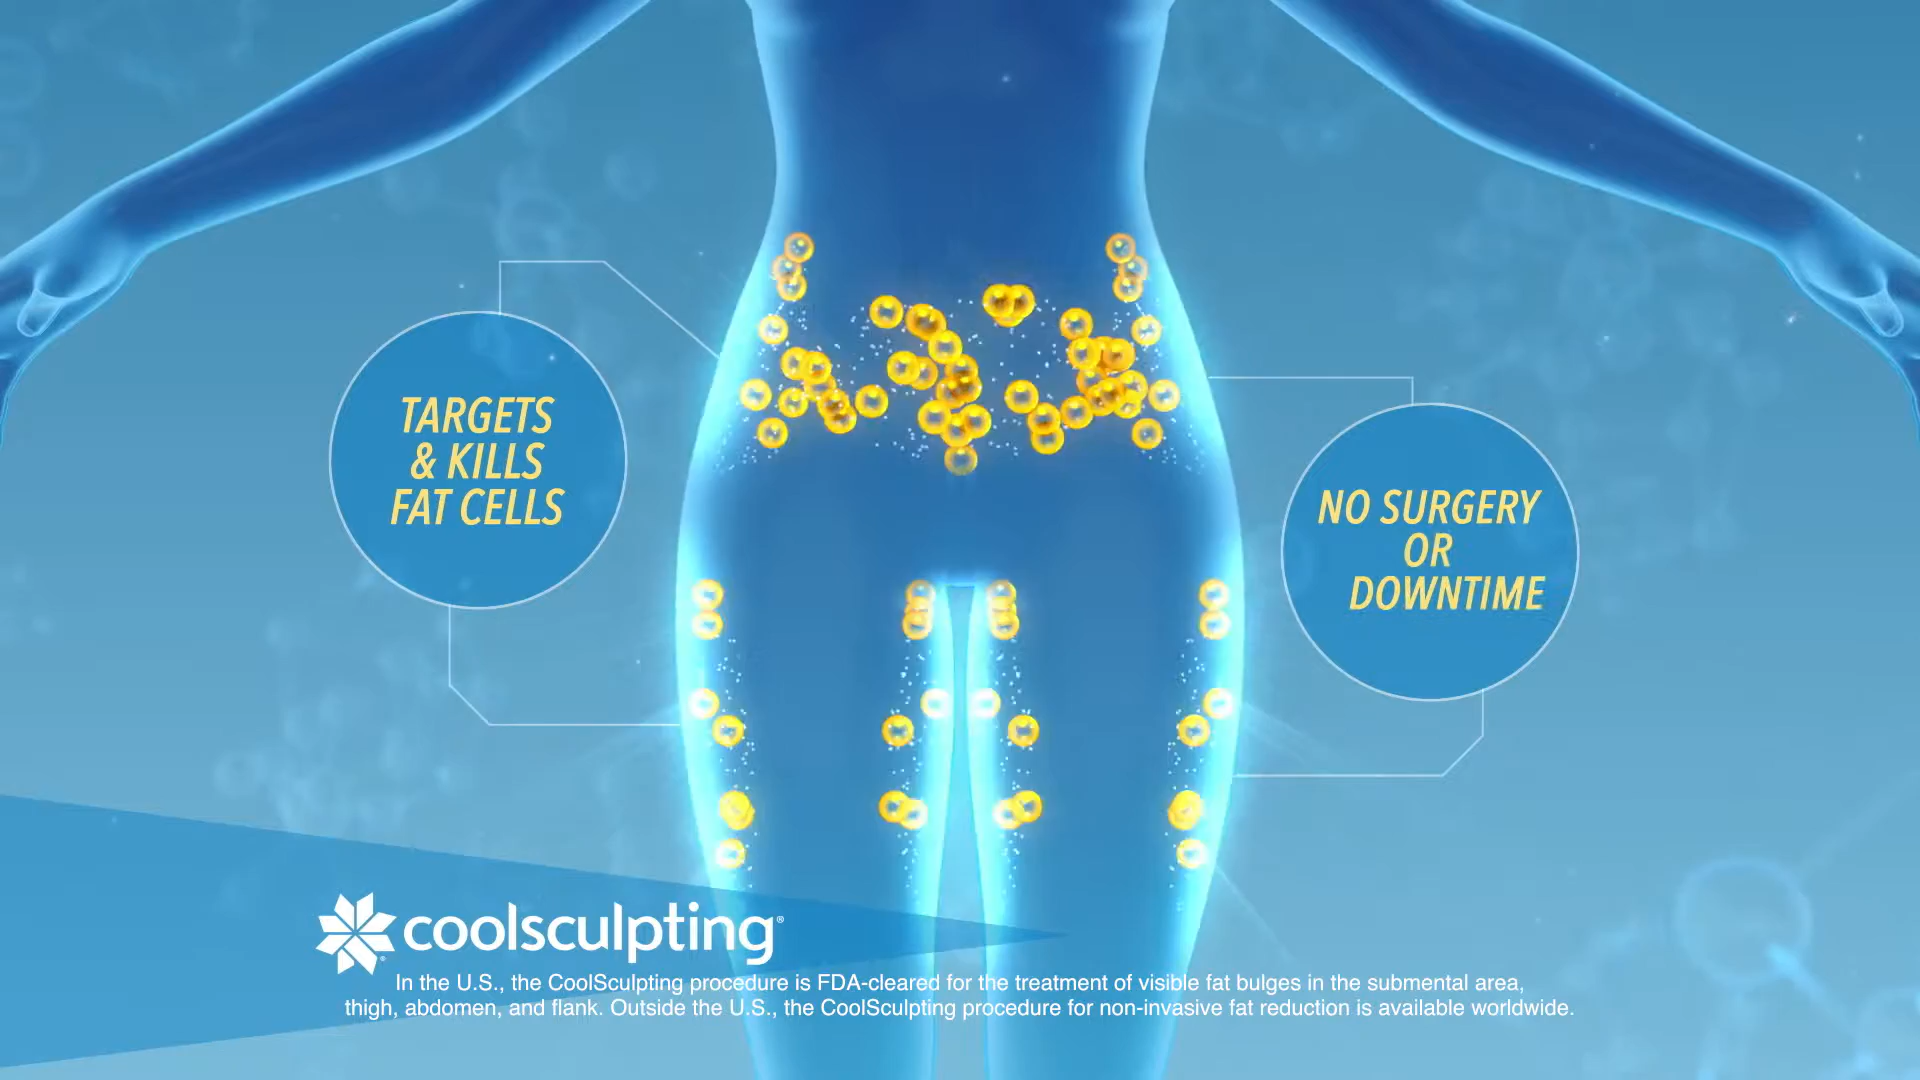 TARGETS
& KILLS
FAT CELLS
NO SURGERY
OR
DOWNTIME
coolsculpting®
In the U.S., the CoolSculpting procedure is FDA-cleared for the treatment of visible fat bulges in the submental area,
thigh, abdomen, and flank. Outside the U.S., the CoolSculpting procedure for non-invasive fat reduction is available worldwide.